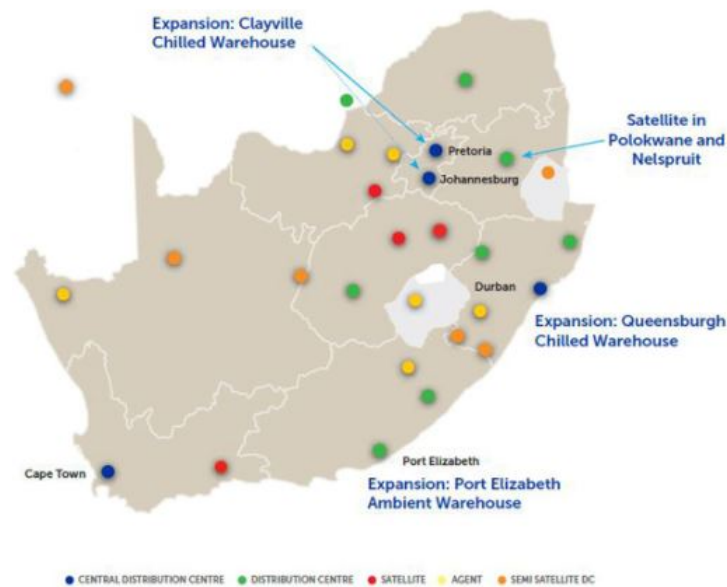 Expansion: Clayville
Chilled Warehouse
Satellite in
Polokwane and
Nelspruit
Pretoria
Johannesburg
Durban
Expansion: Queensburgh
Chilled Warehouse
Port Elizabeth
Cape Town
Expansion: Port Elizabeth
Ambient Warehouse
CENTRAL DISTRIBUTION CENTRE DISTRIBUTION CENTRE SATELLITE AGENT SEMI SATELLITE DC